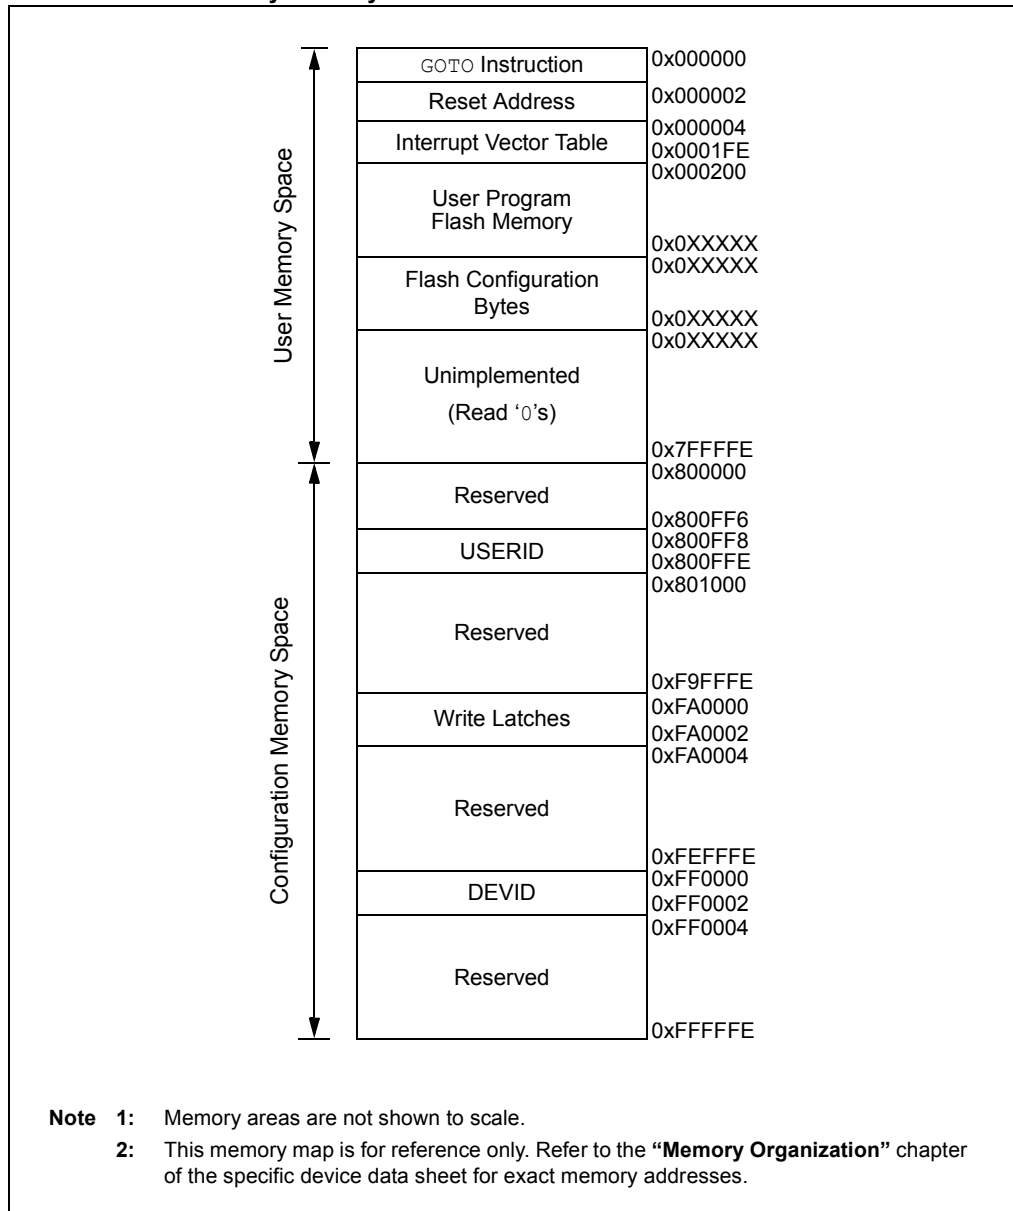 GOTO Instruction
0x000000
Reset Address
0x000002
Interrupt Vector Table
0x000004
0x0001FE
User Program
Flash Memory
0x000200
0x0XXXXX
Flash Configuration
Bytes
0x0XXXXX
0x0XXXXX
Unimplemented
(Read ‘0’s)
0x0XXXXX
0x7FFFFE
User Memory Space
Reserved
0x800000
0x800FF6
USERID
0x800FF8
0x800FFE
Reserved
0x801000
0xF9FFFE
Write Latches
0xFA0000
0xFA0002
Reserved
0xFA0004
0xFEFFFE
DEVID
0xFF0000
0xFF0002
Reserved
0xFF0004
0xFFFFFE
Configuration Memory Space
Note 1: Memory areas are not shown to scale.
2: This memory map is for reference only. Refer to the “Memory Organization” chapter
of the specific device data sheet for exact memory addresses.